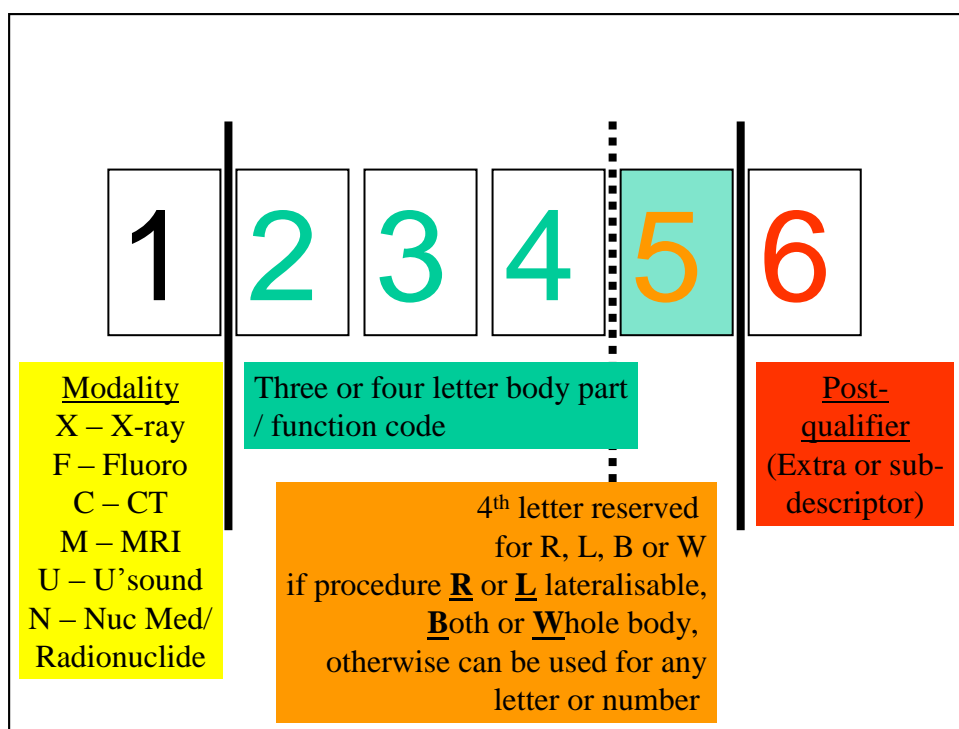 1 2 3 4 5 6
Modality
X – X-ray
F – Fluoro
C – CT
M – MRI
U – U’sound
N – Nuc Med/
Radionuclide
Three or four letter body part
/ function code
4th letter reserved
for R, L, B or W
if procedure R or L lateralisable,
Both or Whole body,
otherwise can be used for any
letter or number
Post-
qualifier
(Extra or sub-
descriptor)